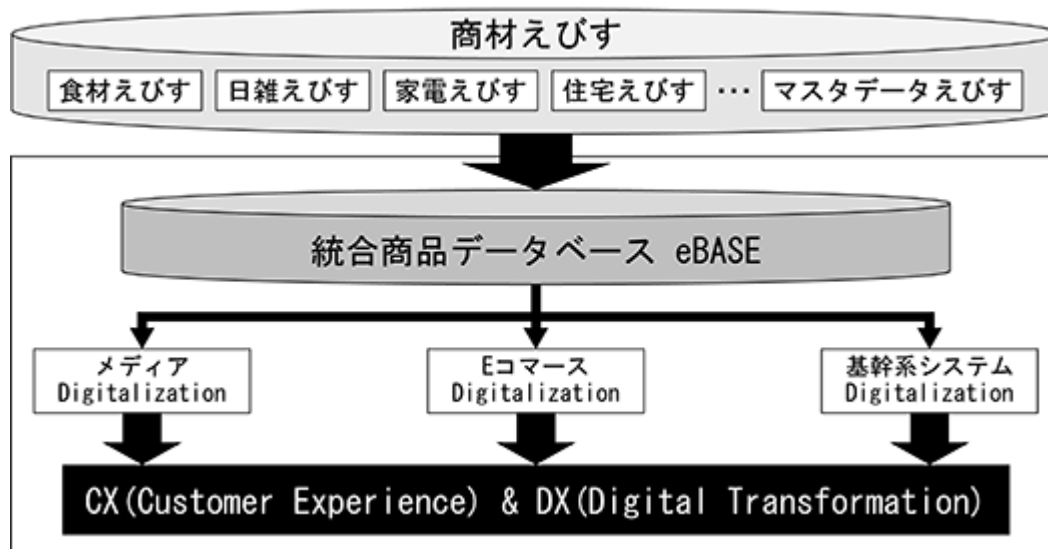 商材えびす
食材えびす 日雑えびす 家電えびす 住宅えびす ･･･ マスタデータえびす
統合商品データベース eBASE
メディア
Digitalization
Eコマース
Digitalization
基幹系システム
Digitalization
CX(Customer Experience) & DX(Digital Transformation)